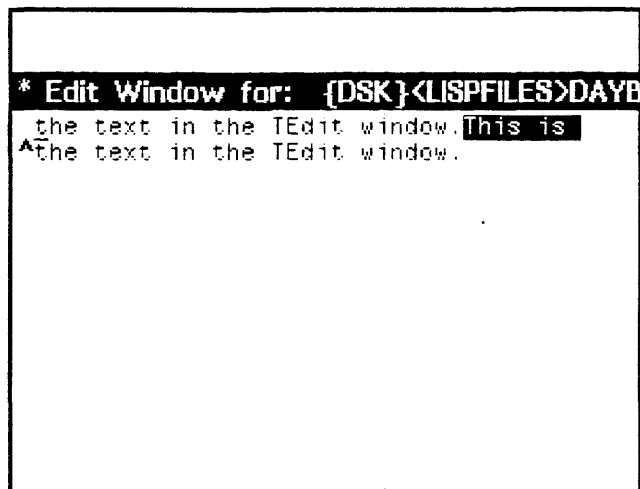 * Edit Window for: {DSK}<LISPFILES>DAYB
the text in the TEdit window.This is
^the text in the TEdit window.